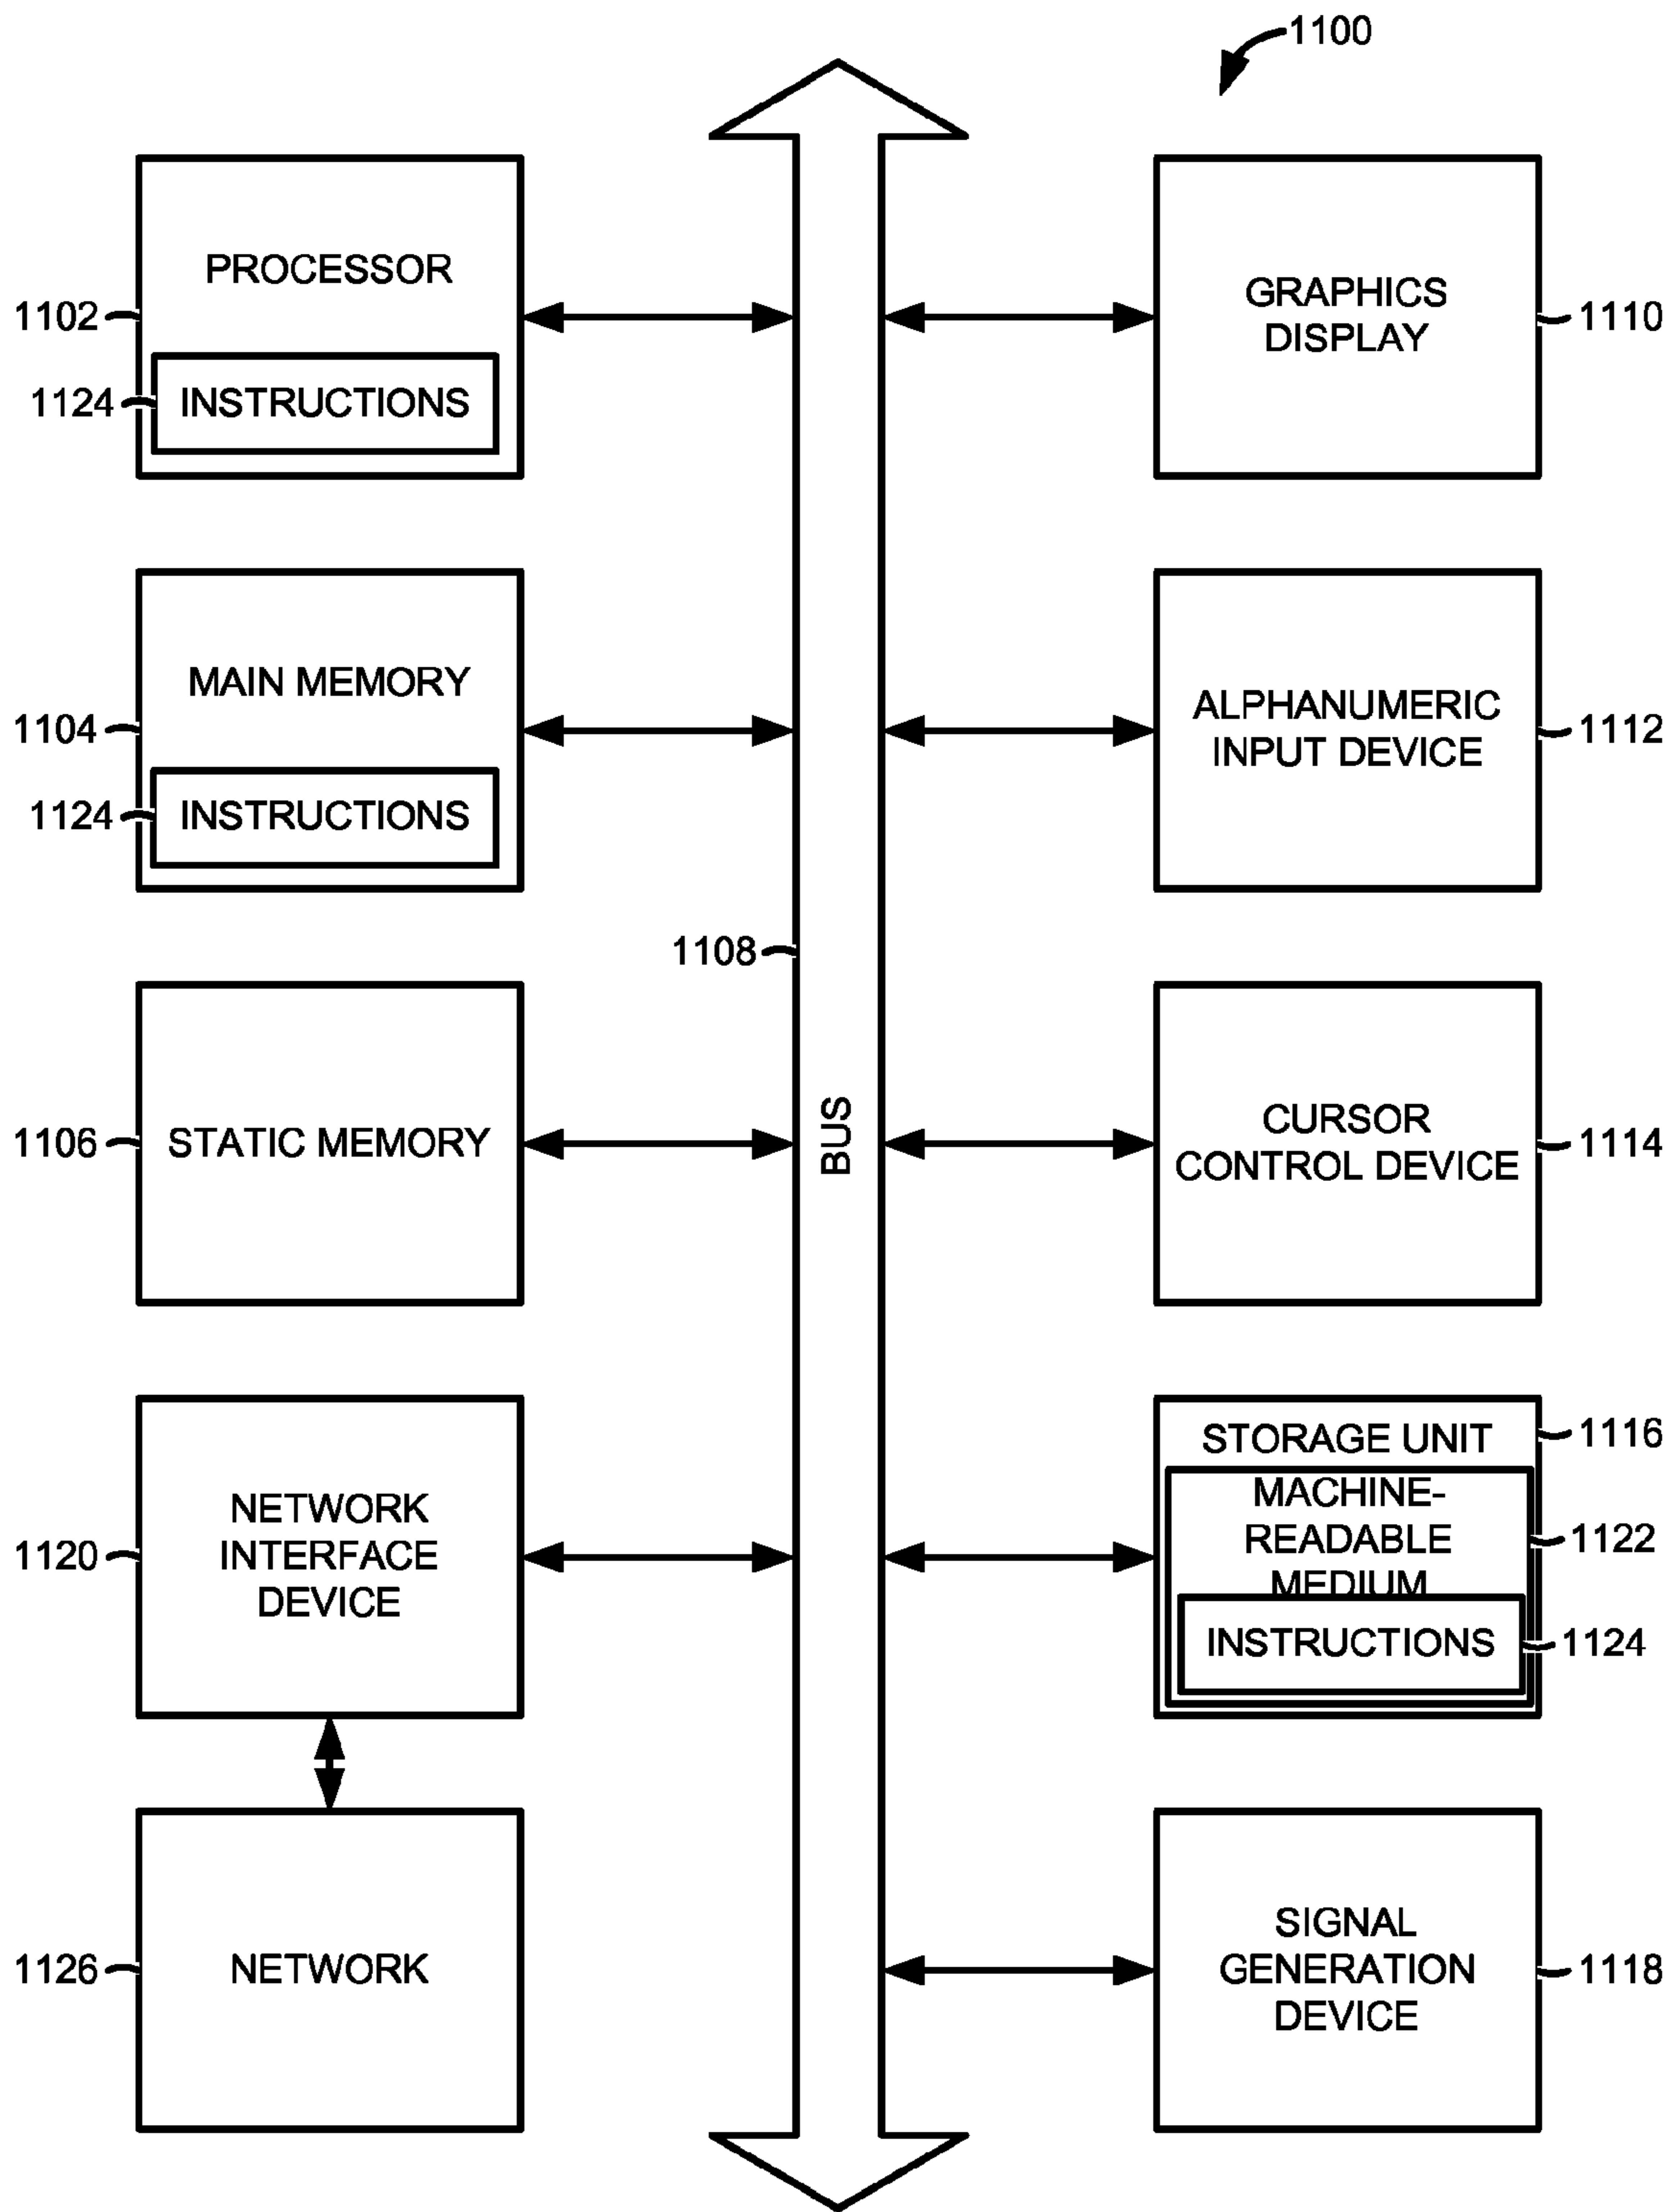 1100
PROCESSOR
1102
1124
INSTRUCTIONS
MAIN MEMORY
1104
1124
INSTRUCTIONS
1106
STATIC MEMORY
1120
NETWORK
INTERFACE
DEVICE
1126
NETWORK
1108
BUS
GRAPHICS
DISPLAY
1110
ALPHANUMERIC
INPUT DEVICE
1112
CURSOR
CONTROL DEVICE
1114
STORAGE UNIT
1116
MACHINE-
READABLE
MEDIUM
1122
INSTRUCTIONS
1124
SIGNAL
GENERATION
DEVICE
1118